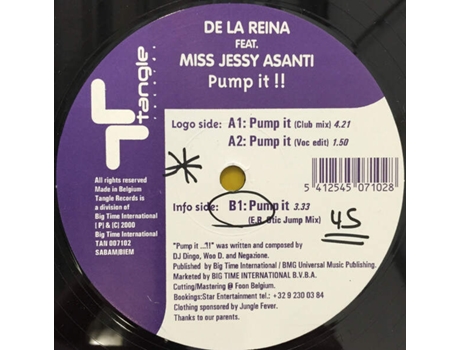 DE LA REINA
FEAT.
MISS JESSY ASANTI
Pump it !!
tangle
Logo side: A1: Pump it (Club mix) 4.21
A2: Pump it (Voc edit) 1.50
5 412545 071028
Info side: B1: Pump it 3.33
(E.R. Stic Jump Mix)
45
All rights reserved
Made in Belgium
Tangle Records is a
division of
Big Time International
(P) & (C) 2000
Big Time International
TAN 007102
SABAM/BIEM
"Pump it ...!!" was written and composed by
DJ Dingo, Woo D. and Negazione.
Published by Big Time International / BMG Universal Music Publishing.
Marketed by BIG TIME INTERNATIONAL B.V.B.A.
Cutting/Mastering @ Foon Belgium.
Bookings:Star Entertainment tel.: +32 9 230 03 84
Clothing sponsored by Jungle Fever.
Thanks to our parents.